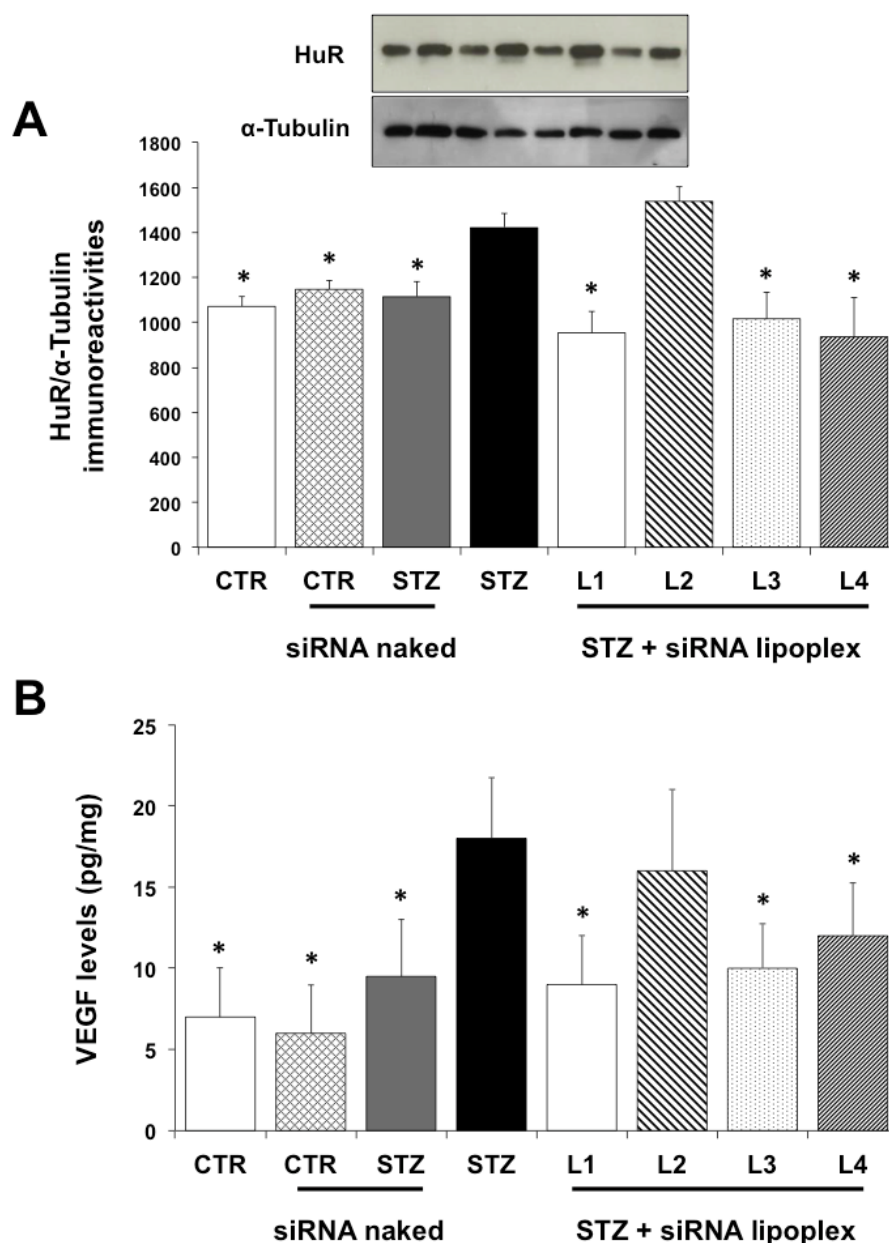 HuR
α-Tubulin
A
HuR/α-Tubulin
immunoreactivities
1800
1600
1400
1200
1000
800
600
400
200
0
*
*
*
*
*
*
CTR CTR STZ STZ L1 L2 L3 L4
siRNA naked STZ + siRNA lipoplex
B
VEGF levels (pg/mg)
25
20
15
10
5
0
*
*
*
*
*
*
CTR CTR STZ STZ L1 L2 L3 L4
siRNA naked STZ + siRNA lipoplex